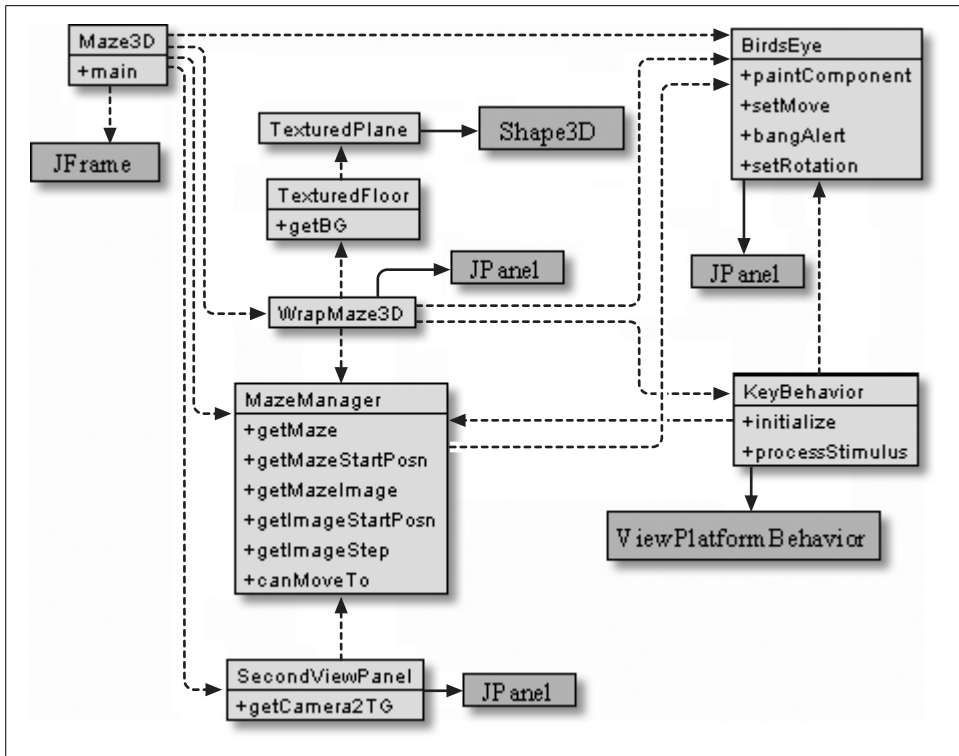 Maze3D
+main
JFrame
BirdsEye
+paintComponent
+setMove
+bangAlert
+setRotation
TexturedPlane
Shape3D
TexturedFloor
+getBG
JPanel
JPanel
WrapMaze3D
MazeManager
+getMaze
+getMazeStartPosn
+getMazeImage
+getImageStartPosn
+getImageStep
+canMoveTo
KeyBehavior
+initialize
+processStimulus
ViewPlatformBehavior
SecondViewPanel
+getCamera2TG
JPanel